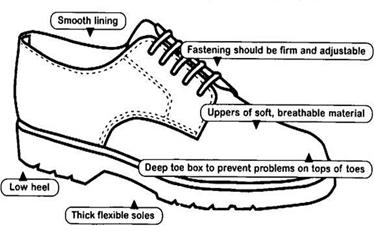 Smooth lining
Fastening should be firm and adjustable
Uppers of soft, breathable material
Deep toe box to prevent problems on tops of toes
Low heel
Thick flexible soles